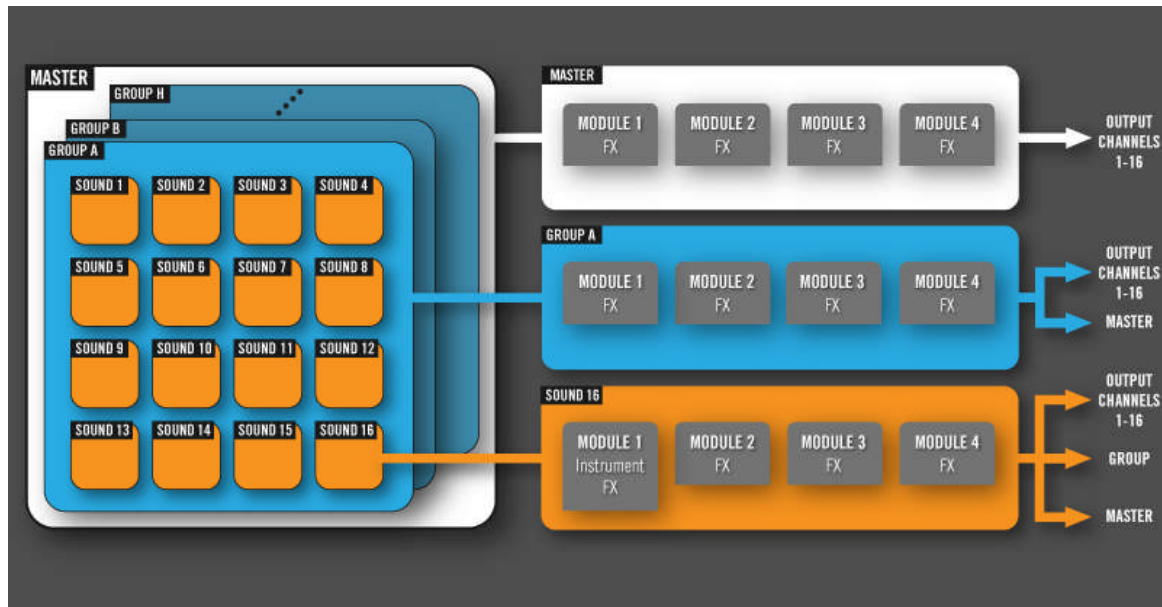 MASTER
GROUP H
GROUP B
GROUP A
SOUND 1
SOUND 2
SOUND 3
SOUND 4
SOUND 5
SOUND 6
SOUND 7
SOUND 8
SOUND 9
SOUND 10
SOUND 11
SOUND 12
SOUND 13
SOUND 14
SOUND 15
SOUND 16
MASTER
MODULE 1
FX
MODULE 2
FX
MODULE 3
FX
MODULE 4
FX
OUTPUT
CHANNELS
1-16
GROUP A
MODULE 1
FX
MODULE 2
FX
MODULE 3
FX
MODULE 4
FX
OUTPUT
CHANNELS
1-16
MASTER
SOUND 16
MODULE 1
Instrument
FX
MODULE 2
FX
MODULE 3
FX
MODULE 4
FX
OUTPUT
CHANNELS
1-16
GROUP
MASTER